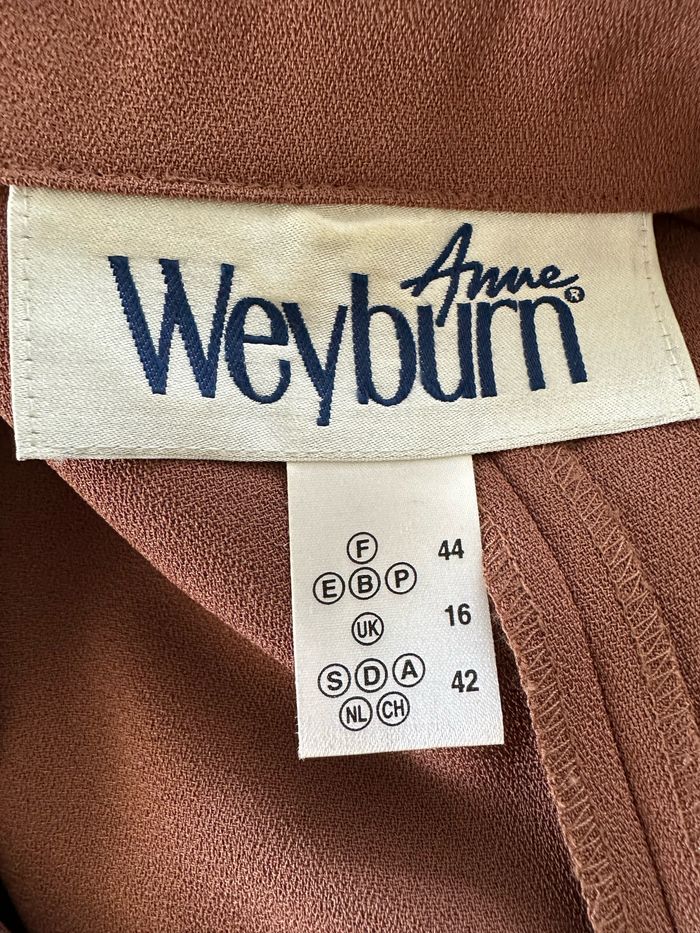 Anne
Weyburn®
F 44
E B P
UK 16
S D A 42
NL CH